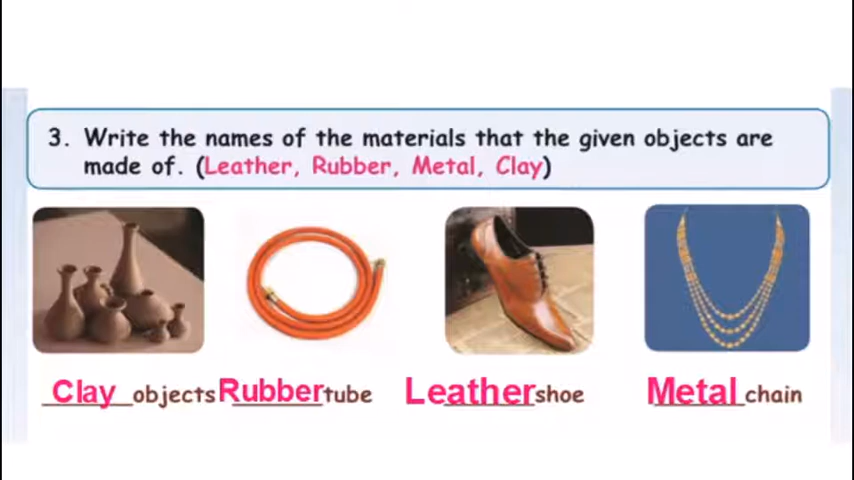 3. Write the names of the materials that the given objects are
made of. (Leather, Rubber, Metal, Clay)
Clay objects Rubber tube Leather shoe Metal chain